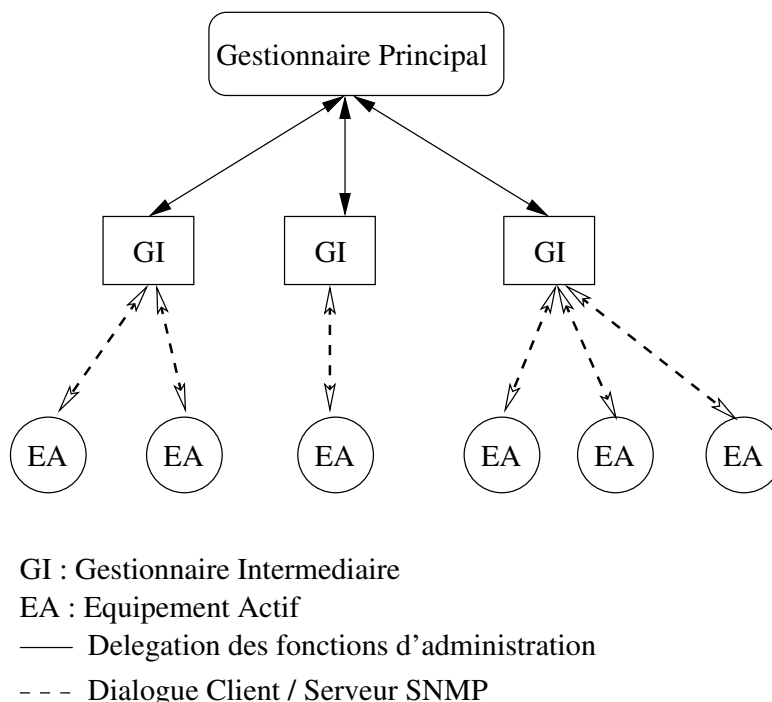 Gestionnaire Principal
GI GI GI
EA EA EA EA EA EA
GI : Gestionnaire Intermediaire
EA : Equipement Actif
Delegation des fonctions d'administration
Dialogue Client / Serveur SNMP